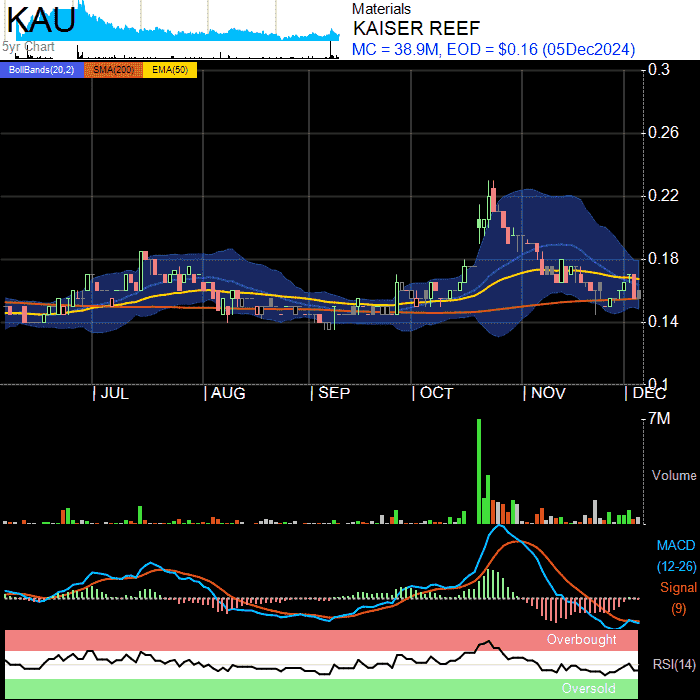 KAU
5yr Chart
Materials
KAISER REEF
MC = 38.9M, EOD = $0.16 (05Dec2024)
BollBands(20,2) SMA(200) EMA(50)
0.3
0.26
0.22
0.18
0.14
0.1
| JUL | AUG | SEP | OCT | NOV | DEC
7M
Volume
MACD
(12-26)
Signal
(9)
Overbought
RSI(14)
Oversold